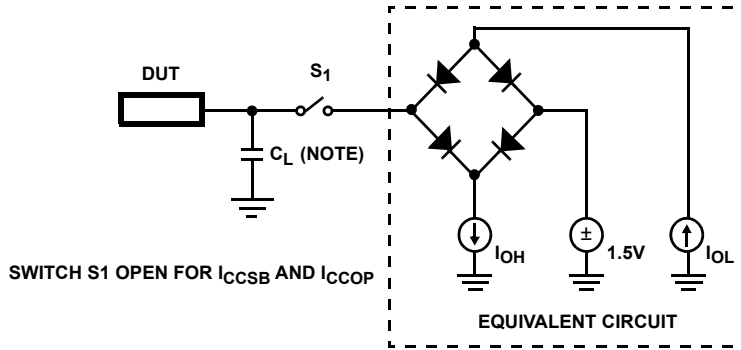 DUT
S1
CL (NOTE)
±
IOH
1.5V
IOL
SWITCH S1 OPEN FOR ICCSB AND ICCOP
EQUIVALENT CIRCUIT